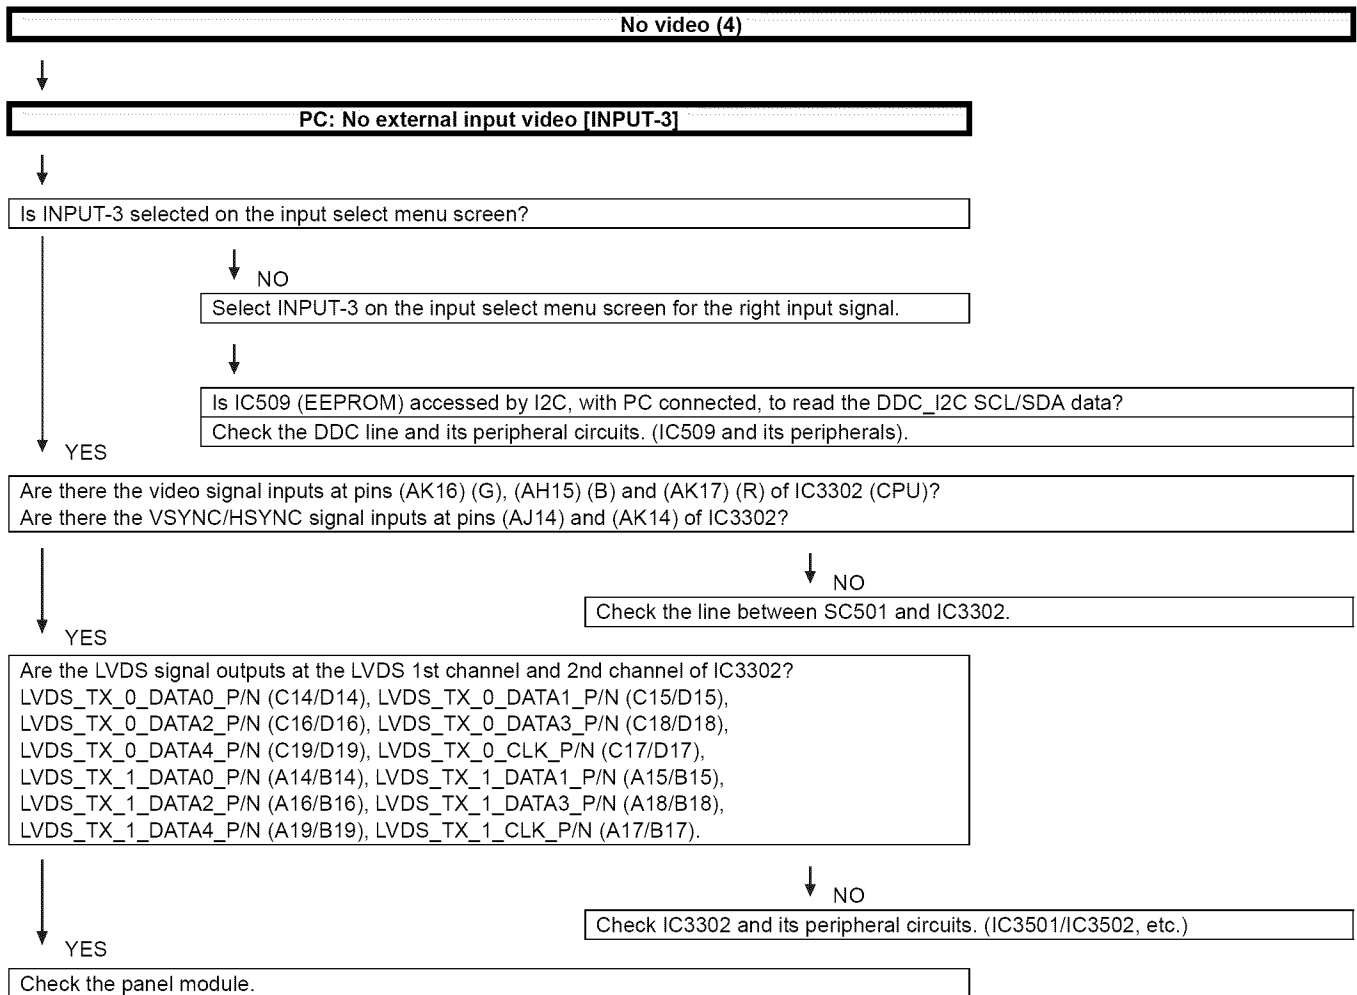 No video (4)
PC: No external input video [INPUT-3]
Is INPUT-3 selected on the input select menu screen?
NO
Select INPUT-3 on the input select menu screen for the right input signal.
Is IC509 (EEPROM) accessed by I2C, with PC connected, to read the DDC_I2C SCL/SDA data?
Check the DDC line and its peripheral circuits. (IC509 and its peripherals).
YES
Are there the video signal inputs at pins (AK16) (G), (AH15) (B) and (AK17) (R) of IC3302 (CPU)?
Are there the VSYNC/HSYNC signal inputs at pins (AJ14) and (AK14) of IC3302?
NO
Check the line between SC501 and IC3302.
YES
Are the LVDS signal outputs at the LVDS 1st channel and 2nd channel of IC3302?
LVDS_TX_0_DATA0_P/N (C14/D14), LVDS_TX_0_DATA1_P/N (C15/D15),
LVDS_TX_0_DATA2_P/N (C16/D16), LVDS_TX_0_DATA3_P/N (C18/D18),
LVDS_TX_0_DATA4_P/N (C19/D19), LVDS_TX_0_CLK_P/N (C17/D17),
LVDS_TX_1_DATA0_P/N (A14/B14), LVDS_TX_1_DATA1_P/N (A15/B15),
LVDS_TX_1_DATA2_P/N (A16/B16), LVDS_TX_1_DATA3_P/N (A18/B18),
LVDS_TX_1_DATA4_P/N (A19/B19), LVDS_TX_1_CLK_P/N (A17/B17).
NO
Check IC3302 and its peripheral circuits. (IC3501/IC3502, etc.)
YES
Check the panel module.